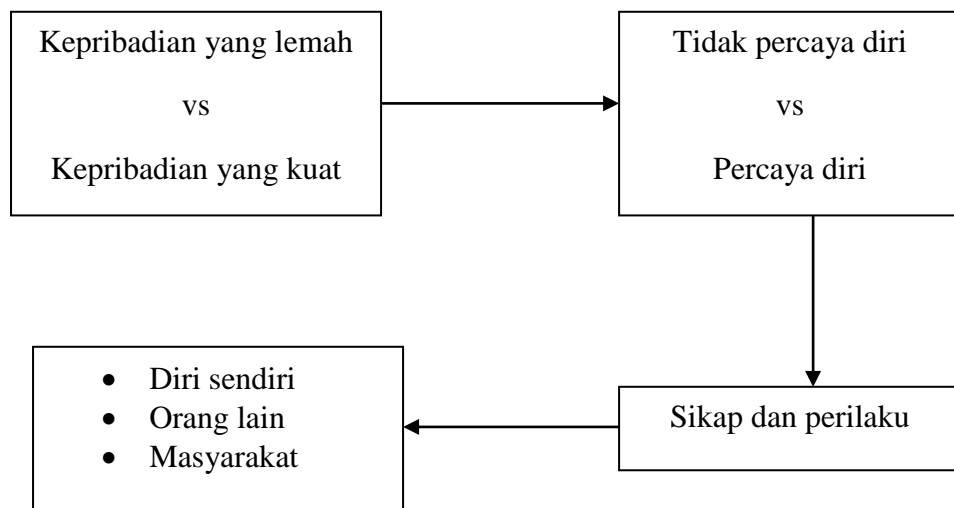 Kepribadian yang lemah
vs
Kepribadian yang kuat
Tidak percaya diri
vs
Percaya diri
Sikap dan perilaku
• Diri sendiri
• Orang lain
• Masyarakat